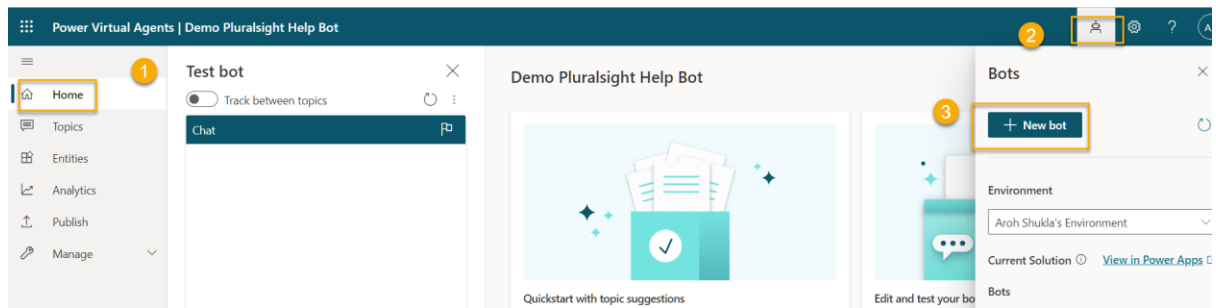 Power Virtual Agents | Demo Pluralsight Help Bot
2
?
A
1
Home
Topics
Entities
Analytics
Publish
Manage
Test bot
Track between topics
Chat
Demo Pluralsight Help Bot
Quickstart with topic suggestions
Edit and test your bo
Bots
3
+ New bot
Environment
Aroh Shukla's Environment
Current Solution View in Power Apps
Bots